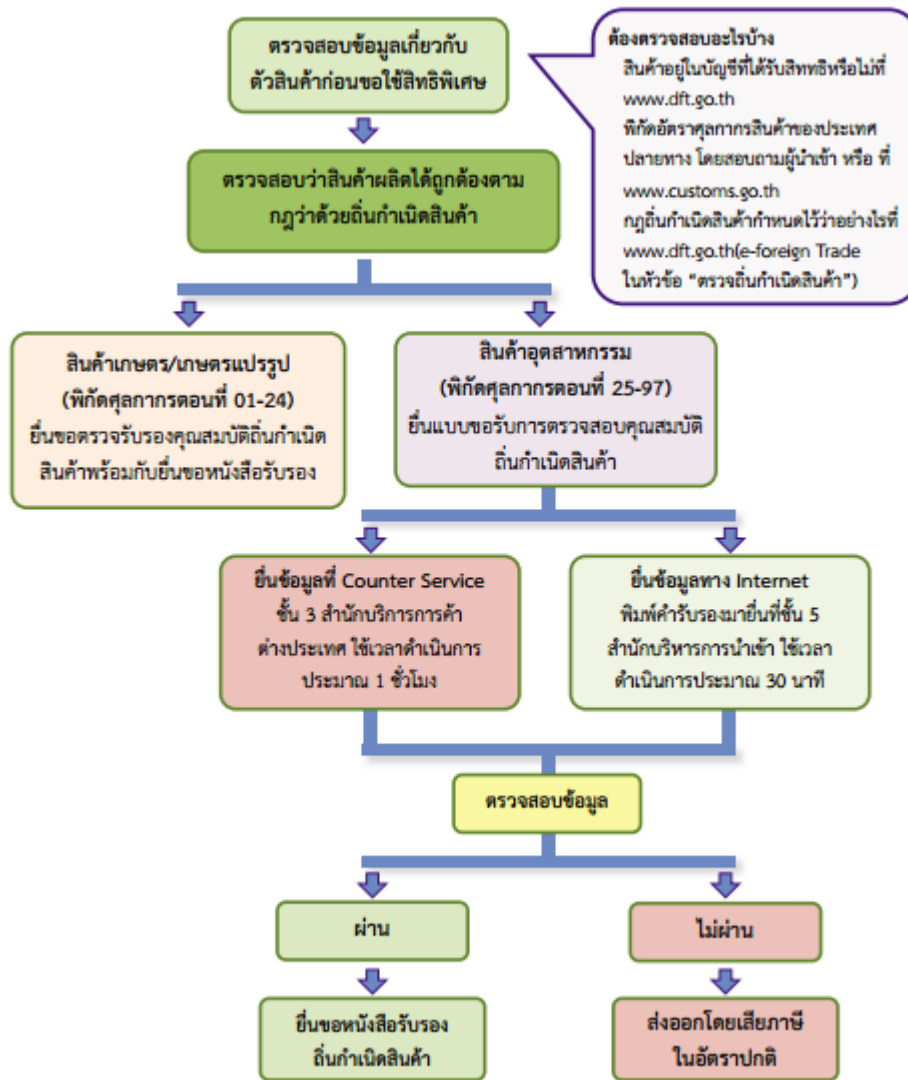 ตรวจสอบข้อมูลเกี่ยวกับ
ตัวสินค้าก่อนขอใช้สิทธิพิเศษ
ต้องตรวจสอบอะไรบ้าง
สินค้าอยู่ในบัญชีที่ได้รับสิททธิหรือไม่ที่
www.dft.go.th
พิกัดอัตราศุลกากรสินค้าของประเทศ
ปลายทาง โดยสอบถามผู้นำเข้า หรือ ที่
www.customs.go.th
กฎถิ่นกำเนิดสินค้ากำหนดไว้ว่าอย่างไรที่
www.dft.go.th(e-foreign Trade
ในหัวข้อ “ตรวจถิ่นกำเนิดสินค้า”)
ตรวจสอบว่าสินค้าผลิตได้ถูกต้องตาม
กฎว่าด้วยถิ่นกำเนิดสินค้า
สินค้าเกษตร/เกษตรแปรรูป
(พิกัดศุลกากรตอนที่ 01-24)
ยื่นขอตรวจรับรองคุณสมบัติถิ่นกำเนิด
สินค้าพร้อมกับยื่นขอหนังสือรับรอง
สินค้าอุตสาหกรรม
(พิกัดศุลกากรตอนที่ 25-97)
ยื่นแบบขอรับการตรวจสอบคุณสมบัติ
ถิ่นกำเนิดสินค้า
ยื่นข้อมูลที่ Counter Service
ชั้น 3 สำนักบริการการค้า
ต่างประเทศ ใช้เวลาดำเนินการ
ประมาณ 1 ชั่วโมง
ยื่นข้อมูลทาง Internet
พิมพ์คำรับรองมายื่นที่ชั้น 5
สำนักบริหารการนำเข้า ใช้เวลา
ดำเนินการประมาณ 30 นาที
ตรวจสอบข้อมูล
ผ่าน
ไม่ผ่าน
ยื่นขอหนังสือรับรอง
ถิ่นกำเนิดสินค้า
ส่งออกโดยเสียภาษี
ในอัตราปกติ